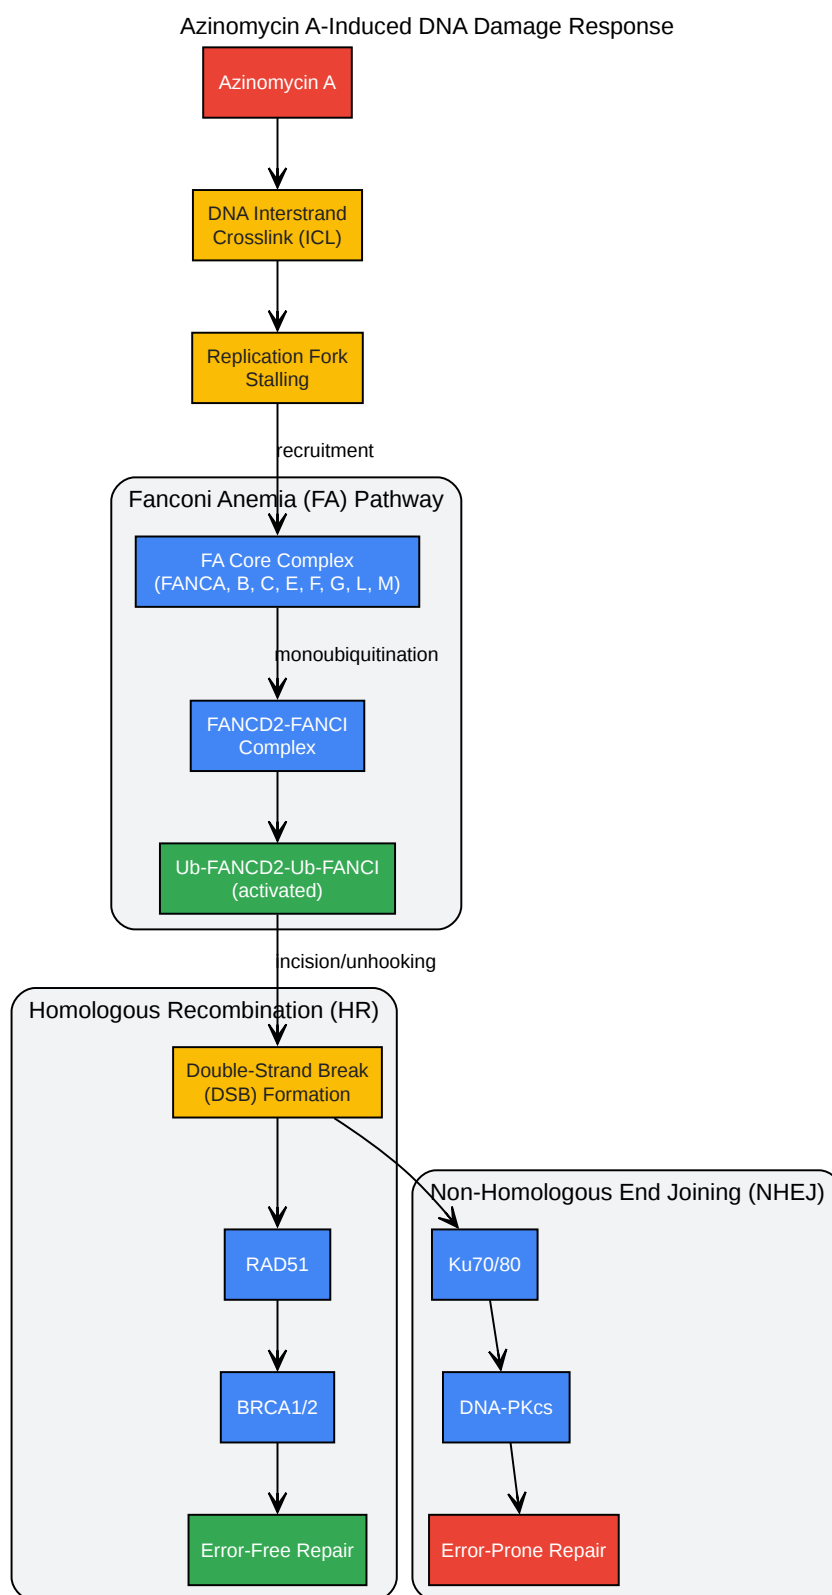 Azinomycin A-Induced DNA Damage Response
Azinomycin A
DNA Interstrand
Crosslink (ICL)
Replication Fork
Stalling
recruitment
Fanconi Anemia (FA) Pathway
FA Core Complex
(FANCA, B, C, E, F, G, L, M)
monoubiquitination
FANCD2-FANCI
Complex
Ub-FANCD2-Ub-FANCI
(activated)
incision/unhooking
Homologous Recombination (HR)
Double-Strand Break
(DSB) Formation
Non-Homologous End Joining (NHEJ)
RAD51
Ku70/80
BRCA1/2
DNA-PKcs
Error-Free Repair
Error-Prone Repair